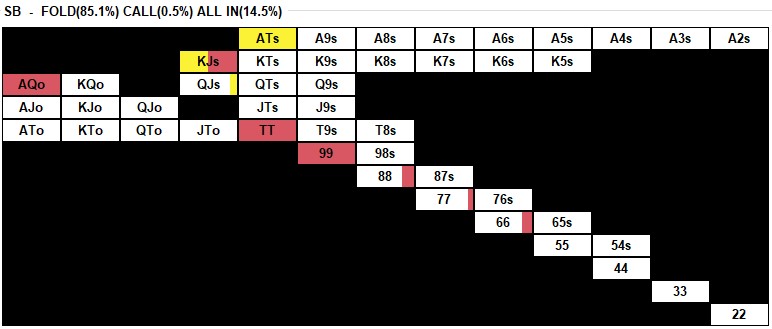 SB - FOLD(85.1%) CALL(0.5%) ALL IN(14.5%)
ATs A9s A8s A7s A6s A5s A4s A3s A2s
KJs KTs K9s K8s K7s K6s K5s
AQo KQo QJs QTs Q9s
AJo KJo QJo JTs J9s
ATo KTo QTo JTo TT T9s T8s
99 98s
88 87s
77 76s
66 65s
55 54s
44
33
22